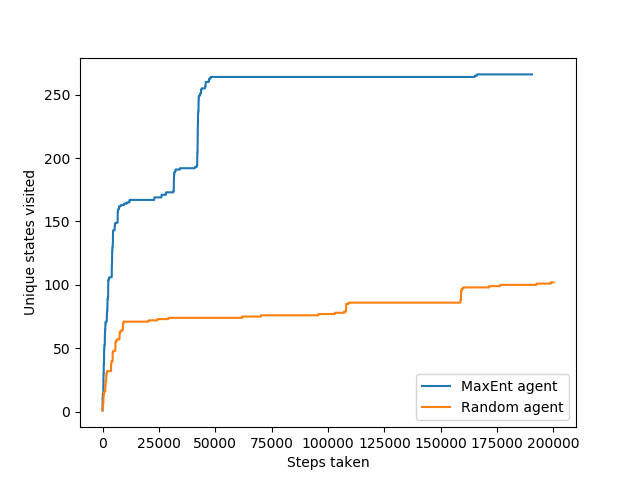 Unique states visited
250
200
150
100
50
0
MaxEnt agent
Random agent
0 25000 50000 75000 100000 125000 150000 175000 200000
Steps taken